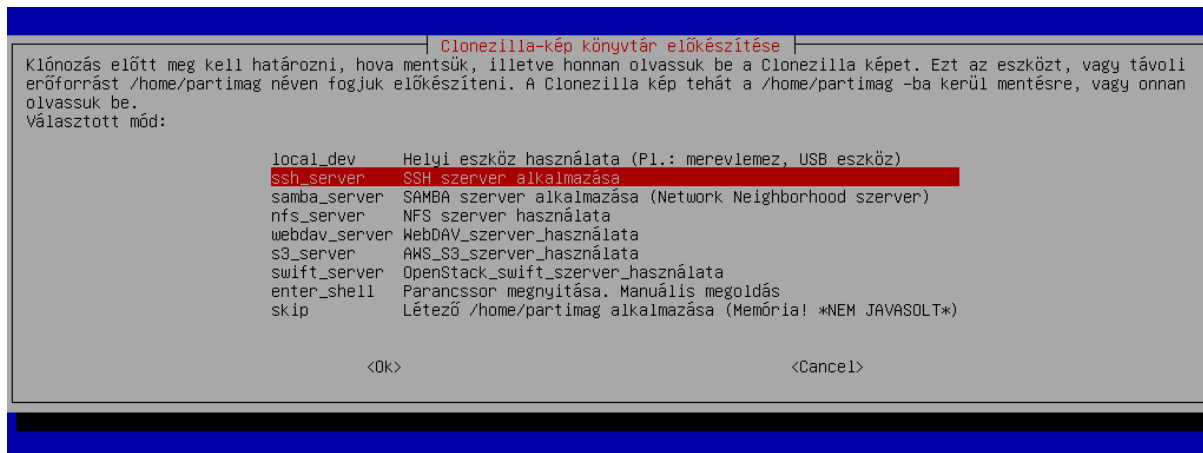 Clonezilla-kép könyvtár előkészítése
Klónozás előtt meg kell határozni, hova mentsük, illetve honnan olvassuk be a Clonezilla képet. Ezt az eszközt, vagy távoli
erőforrást /home/partimag néven fogjuk előkészíteni. A Clonezilla kép tehát a /home/partimag -ba kerül mentésre, vagy onnan
olvassuk be.
Választott mód:
local_dev Helyi eszköz használata (Pl.: merevlemez, USB eszköz)
ssh_server SSH szerver alkalmazása
samba_server SAMBA szerver alkalmazása (Network Neighborhood szerver)
nfs_server NFS szerver használata
webdav_server WebDAV_szerver_használata
s3_server AWS_S3_szerver_használata
swift_server OpenStack_swift_szerver_használata
enter_shell Parancssor megnyitása. Manuális megoldás
skip Létező /home/partimag alkalmazása (Memória! *NEM JAVASOLT*)
<Ok> <Cancel>